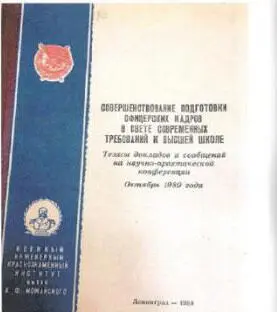 СОВЕРШЕНСТВОВАНИЕ ПОДГОТОВКИ
ОФИЦЕРСКИХ КАДРОВ
В СВЕТЕ СОВРЕМЕННЫХ
ТРЕБОВАНИЙ К ВЫСШЕЙ ШКОЛЕ
Тезисы докладов и сообщений
на научно-практической
конференции
Октябрь 1989 года
ВОЕННЫЙ
ИНЖЕНЕРНЫЙ
КРАСНОЗНАМЕННЫЙ
ИНСТИТУТ
имени
А. Ф. МОЖАЙСКОГО
Ленинград — 1989